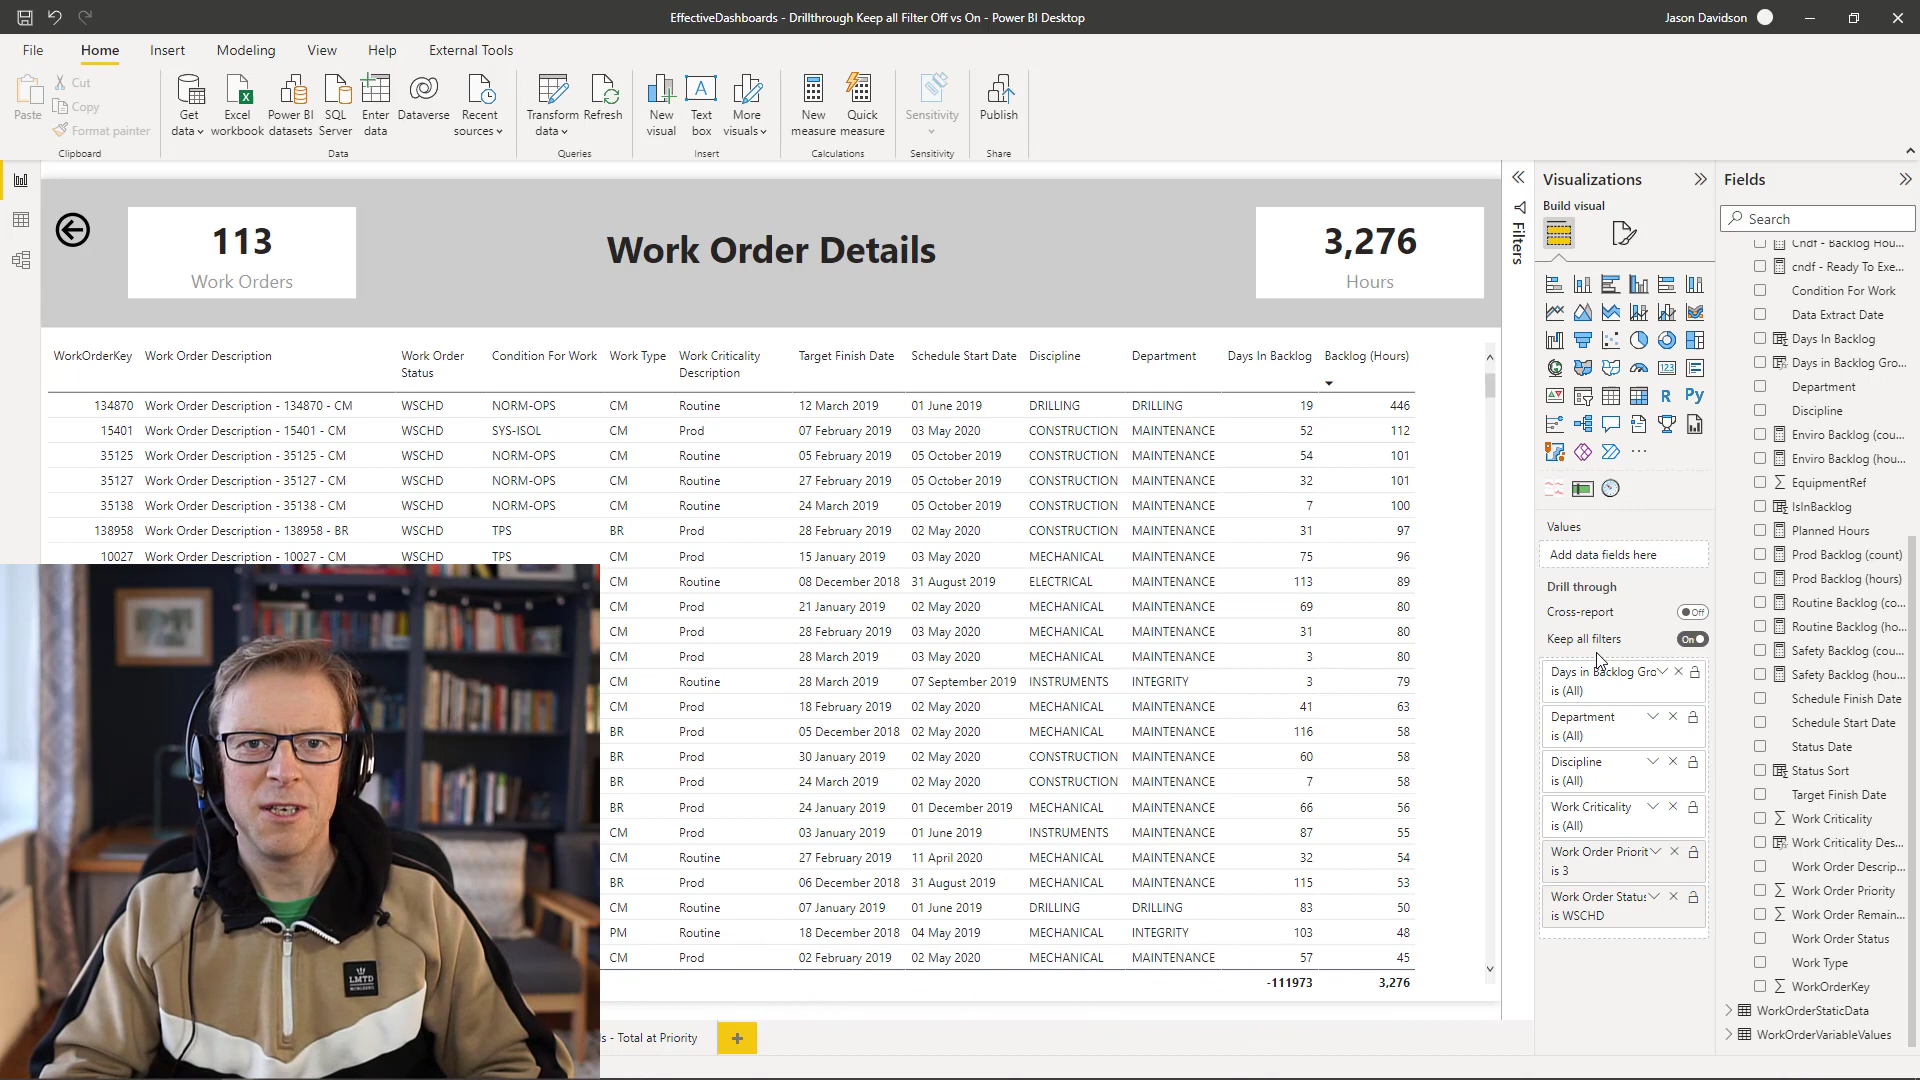 EffectiveDashboards - Drillthrough Keep all Filter Off vs On - Power BI Desktop
Jason Davidson
File Home Insert Modeling View Help External Tools
Paste
Cut
Copy
Format painter
Clipboard
Get data
Excel workbook
Power BI datasets
SQL Server
Enter data
Dataverse
Recent sources
Data
Transform data
Refresh
Queries
New visual
Text box
More visuals
Insert
New measure
Quick measure
Calculations
Sensitivity
Sensitivity
Publish
Share
113
Work Orders
Work Order Details
3,276
Hours
WorkOrderKey Work Order Description Work Order Status Condition For Work Work Type Work Criticality Description Target Finish Date Schedule Start Date Discipline Department Days In Backlog Backlog (Hours)
134870 Work Order Description - 134870 - CM WSCHD NORM-OPS CM Routine 12 March 2019 01 June 2019 DRILLING DRILLING 19 446
15401 Work Order Description - 15401 - CM WSCHD SYS-ISOL CM Prod 07 February 2019 03 May 2020 CONSTRUCTION MAINTENANCE 52 112
35125 Work Order Description - 35125 - CM WSCHD NORM-OPS CM Routine 05 February 2019 05 October 2019 CONSTRUCTION MAINTENANCE 54 101
35127 Work Order Description - 35127 - CM WSCHD NORM-OPS CM Routine 27 February 2019 05 October 2019 CONSTRUCTION MAINTENANCE 32 101
35138 Work Order Description - 35138 - CM WSCHD NORM-OPS CM Routine 24 March 2019 05 October 2019 CONSTRUCTION MAINTENANCE 7 100
138958 Work Order Description - 138958 - BR WSCHD TPS BR Prod 28 February 2019 02 May 2020 CONSTRUCTION MAINTENANCE 31 97
10027 Work Order Description - 10027 - CM WSCHD TPS CM Prod 15 January 2019 03 May 2020 MECHANICAL MAINTENANCE 75 96
CM Routine 08 December 2018 31 August 2019 ELECTRICAL MAINTENANCE 113 89
CM Prod 21 January 2019 02 May 2020 MECHANICAL MAINTENANCE 69 80
CM Prod 28 February 2019 03 May 2020 MECHANICAL MAINTENANCE 31 80
CM Prod 28 March 2019 03 May 2020 MECHANICAL MAINTENANCE 3 80
CM Routine 28 March 2019 07 September 2019 INSTRUMENTS INTEGRITY 3 79
CM Prod 18 February 2019 02 May 2020 MECHANICAL MAINTENANCE 41 63
BR Prod 05 December 2018 02 May 2020 MECHANICAL MAINTENANCE 116 58
BR Prod 30 January 2019 02 May 2020 CONSTRUCTION MAINTENANCE 60 58
BR Prod 24 March 2019 02 May 2020 CONSTRUCTION MAINTENANCE 7 58
BR Prod 24 January 2019 01 December 2019 MECHANICAL MAINTENANCE 66 56
CM Prod 03 January 2019 01 June 2019 INSTRUMENTS MAINTENANCE 87 55
CM Routine 27 February 2019 11 April 2020 MECHANICAL MAINTENANCE 32 54
BR Prod 06 December 2018 31 August 2019 MECHANICAL MAINTENANCE 115 53
CM Routine 07 January 2019 01 June 2019 DRILLING DRILLING 83 50
PM Routine 18 December 2018 04 May 2019 MECHANICAL INTEGRITY 103 48
CM Prod 02 February 2019 02 May 2020 MECHANICAL MAINTENANCE 57 45
-111973 3,276
LMTD
s - Total at Priority
+
Filters
Visualizations
Build visual
R Py
123
Values
Add data fields here
Drill through
Cross-report Off
Keep all filters On
Days in Backlog Gro
is (All)
Department
is (All)
Discipline
is (All)
Work Criticality
is (All)
Work Order Priorit
is 3
Work Order Status
is WSCHD
Fields
Search
Cndf - Backlog Hou...
cndf - Ready To Exe...
Condition For Work
Data Extract Date
Days In Backlog
Days in Backlog Gro...
Department
Discipline
Enviro Backlog (cou...
Enviro Backlog (hou...
EquipmentRef
IsInBacklog
Planned Hours
Prod Backlog (count)
Prod Backlog (hours)
Routine Backlog (co...
Routine Backlog (ho...
Safety Backlog (cou...
Safety Backlog (hou...
Schedule Finish Date
Schedule Start Date
Status Date
Status Sort
Target Finish Date
Work Criticality
Work Criticality Des...
Work Order Descrip...
Work Order Priority
Work Order Remain...
Work Order Status
Work Type
WorkOrderKey
WorkOrderStaticData
WorkOrderVariableValues